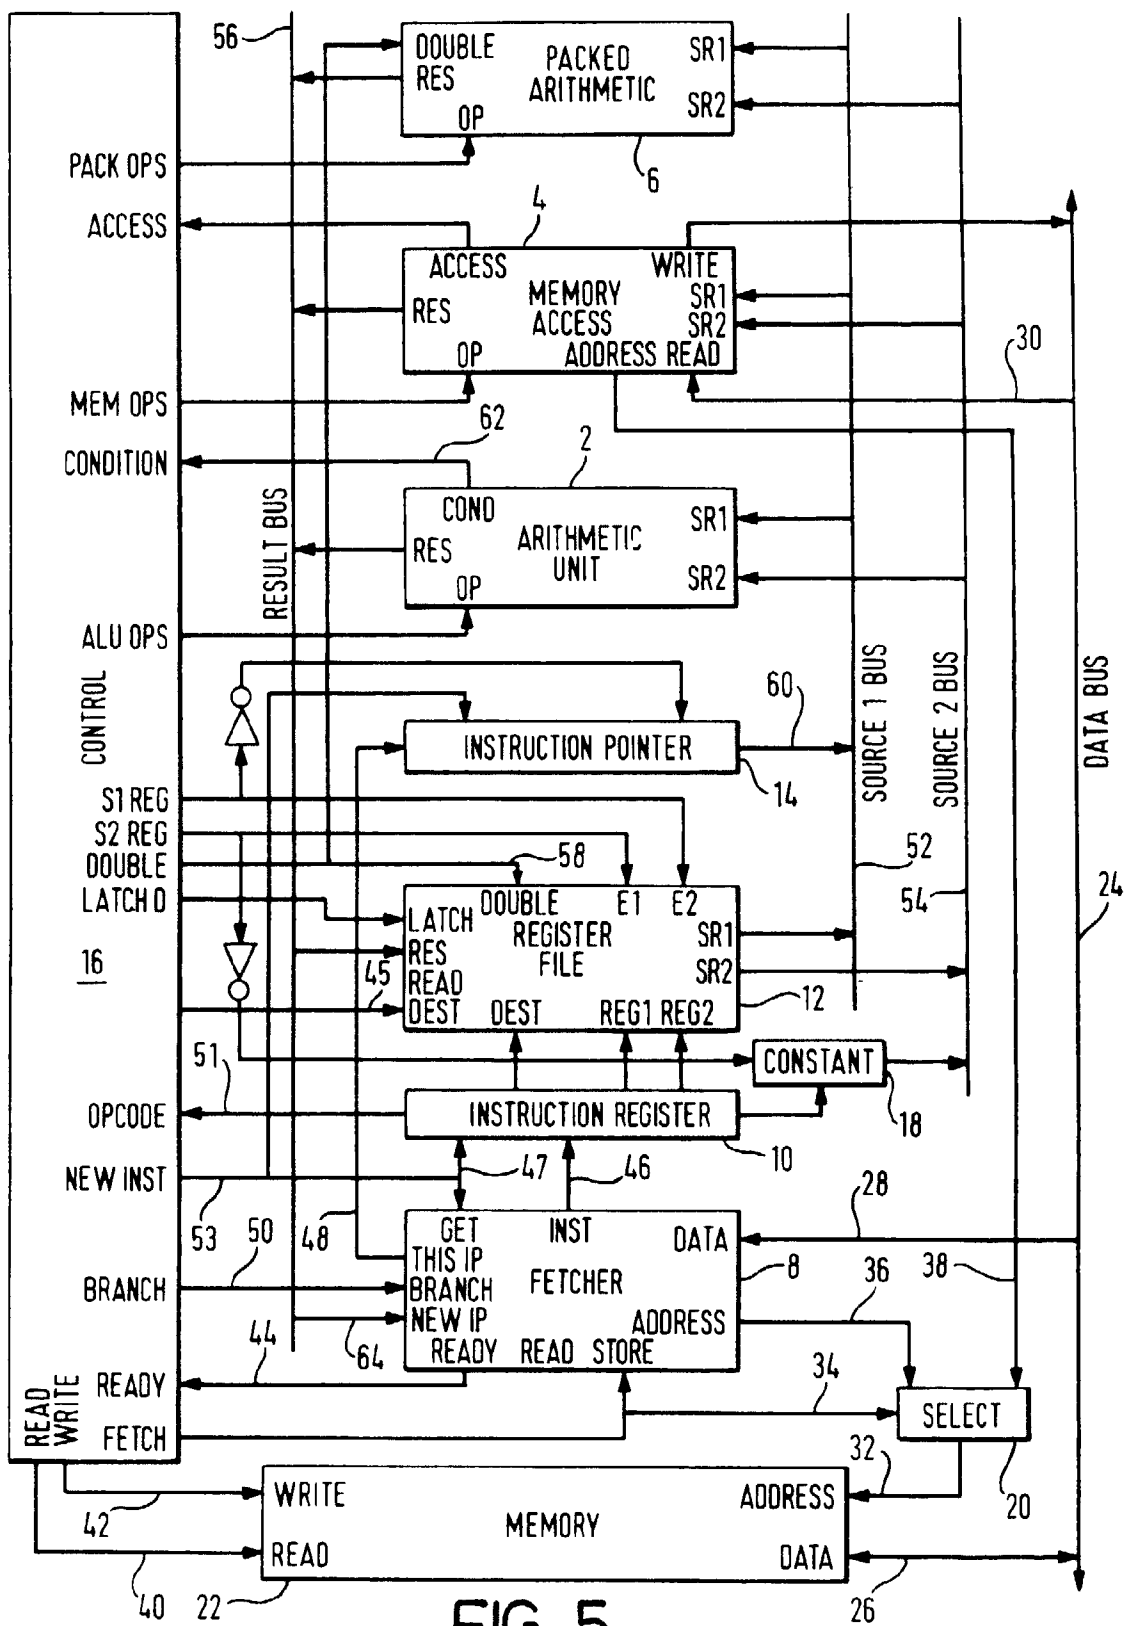 56
DOUBLE
PACKED
SR1
RES
ARITHMETIC
SR2
OP
PACK OPS
6
4
ACCESS
ACCESS
WRITE
MEMORY
SR1
RES
ACCESS
SR2
30
OP
ADDRESS READ
MEM OPS
62
2
CONDITION
COND
SR1
ARITHMETIC
RES
UNIT
SR2
OP
RESULT BUS
ALU OPS
CONTROL
60
SOURCE 1 BUS
SOURCE 2 BUS
DATA BUS
INSTRUCTION POINTER
14
S1 REG
S2 REG
DOUBLE
58
52
LATCH D
54
24
DOUBLE
E1
E2
LATCH
REGISTER
SR1
RES
FILE
SR2
16
READ
45
DEST
DEST
REG1 REG2
12
51
CONSTANT
18
OPCODE
INSTRUCTION REGISTER
10
NEW INST
47
46
53
48
28
50
GET
INST
DATA
THIS IP
FETCHER
8
36
38
BRANCH
BRANCH
NEW IP
ADDRESS
44
64
READY
READ
STORE
34
READY
READ
WRITE
FETCH
SELECT
32
20
WRITE
ADDRESS
42
MEMORY
READ
DATA
40
22
26
FIG. 5